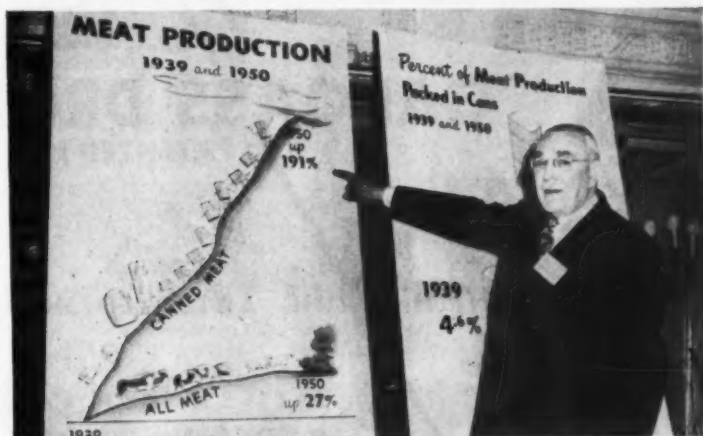 MEAT PRODUCTION
1939 and 1950
1950
up
191%
CANNED MEAT
ALL MEAT
1950
up 27%
1939
Percent of Meat Production
Packed in Cans
1939 and 1950
1939
4.6%